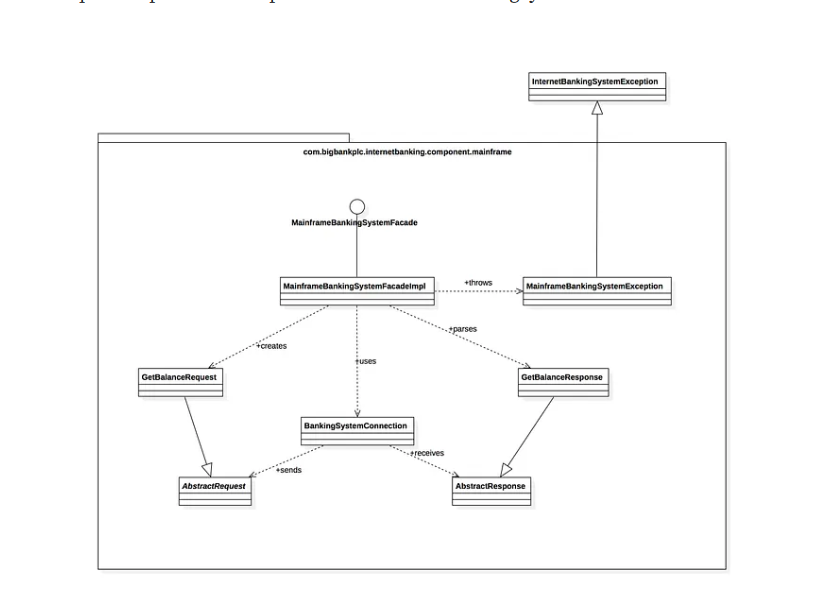 InternetBankingSystemException
com.bigbankplc.internetbanking.component.mainframe
MainframeBankingSystemFacade
MainframeBankingSystemFacadeImpl
+throws
MainframeBankingSystemException
+creates
+uses
+parses
GetBalanceRequest
GetBalanceResponse
BankingSystemConnection
+sends
+receives
AbstractRequest
AbstractResponse